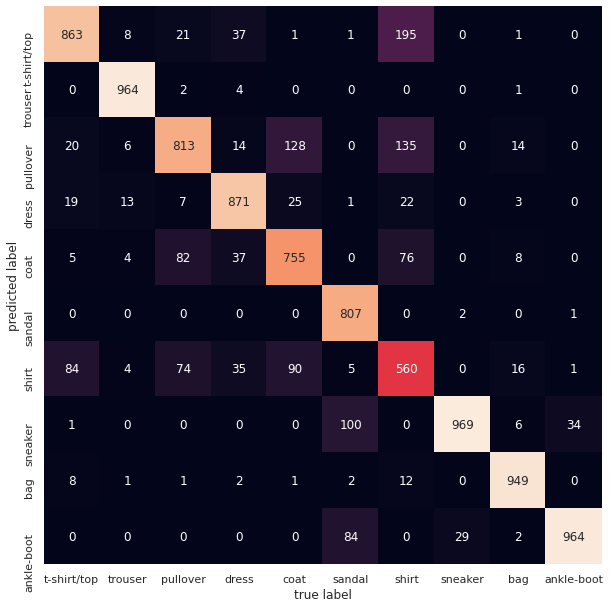 863 8 21 37 1 1 195 0 1 0
0 964 2 4 0 0 0 0 1 0
20 6 813 14 128 0 135 0 14 0
19 13 7 871 25 1 22 0 3 0
5 4 82 37 755 0 76 0 8 0
0 0 0 0 0 807 0 2 0 1
84 4 74 35 90 5 560 0 16 1
1 0 0 0 0 100 0 969 6 34
8 1 1 2 1 2 12 0 949 0
0 0 0 0 0 84 0 29 2 964
t-shirt/top
trouser
pullover
dress
coat
sandal
shirt
sneaker
bag
ankle-boot
predicted label
t-shirt/top trouser pullover dress coat sandal shirt sneaker bag ankle-boot
true label